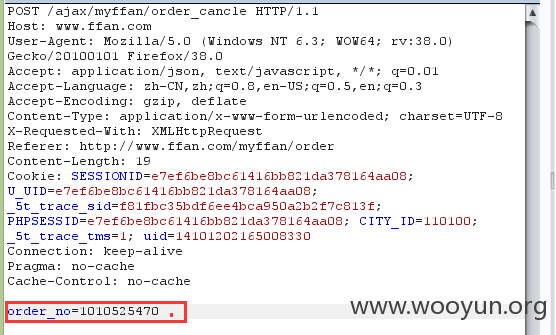 POST /ajax/myffan/order_cancle HTTP/1.1
Host: www.ffan.com
User-Agent: Mozilla/5.0 (Windows NT 6.3; WOW64; rv:38.0)
Gecko/20100101 Firefox/38.0
Accept: application/json, text/javascript, */*; q=0.01
Accept-Language: zh-CN,zh;q=0.8,en-US;q=0.5,en;q=0.3
Accept-Encoding: gzip, deflate
Content-Type: application/x-www-form-urlencoded; charset=UTF-8
X-Requested-With: XMLHttpRequest
Referer: http://www.ffan.com/myffan/order
Content-Length: 19
Cookie: SESSIONID=e7ef6be8bc61416bb821da378164aa08;
U_UID=e7ef6be8bc61416bb821da378164aa08;
_5t_trace_sid=f81fbc35bdf6ee4bca950a2b2f7c813f;
PHPSESSID=e7ef6be8bc61416bb821da378164aa08; CITY_ID=110100;
_5t_trace_tms=1; uid=14101202165008330
Connection: keep-alive
Pragma: no-cache
Cache-Control: no-cache
order_no=1010525470
www.wooyun.org